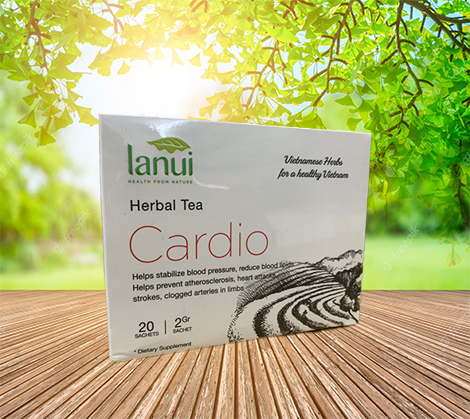 lanui
HEALTH FROM NATURE
Vietnamese Herbs
for a healthy Vietnam
Herbal Tea
Cardio
Helps stabilize blood pressure, reduce blood lipids
Helps prevent atherosclerosis, heart attacks,
strokes, clogged arteries in limbs
20 | 2Gr
SACHETS SACHET
* Dietary Supplement